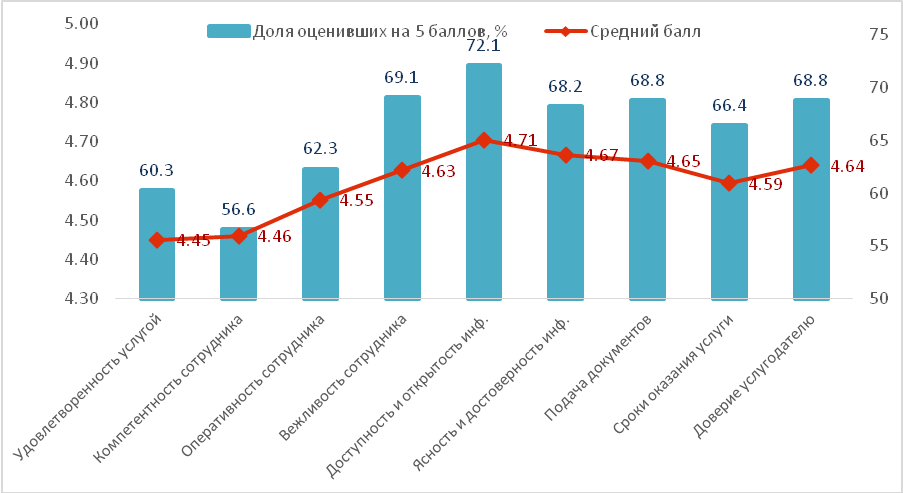 Доля оценивших на 5 баллов, %
Средний балл
5.00
4.90
4.80
4.70
4.60
4.50
4.40
4.30
75
70
65
60
55
50
60.3
56.6
62.3
69.1
72.1
68.2
68.8
66.4
68.8
4.45
4.46
4.55
4.63
4.71
4.67
4.65
4.59
4.64
Удовлетворенность услугой
Компетентность сотрудника
Оперативность сотрудника
Вежливость сотрудника
Доступность и открытость инф.
Ясность и достоверность инф.
Подача документов
Сроки оказания услуги
Доверие услугодателю